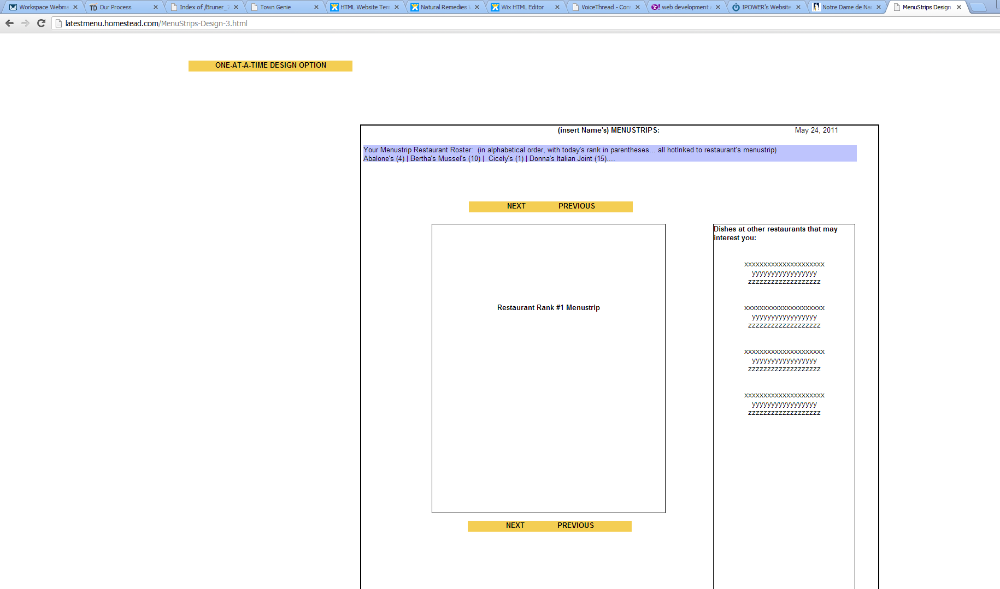 Workspace Webma
TD Our Process
Index of /Bruner_
Town Genie
HTML Website Tem
Natural Remedies
Wix HTML Editor
VoiceThread - Con
Y! web development
IPOWER's Website
Notre Dame de Na
MenuStrips Design
latestmenu.homestead.com/MenuStrips-Design-3.html
ONE-AT-A-TIME DESIGN OPTION
(insert Name's) MENUSTRIPS: May 24, 2011
Your Menustrip Restaurant Roster: (in alphabetical order, with today's rank in parentheses... all hotlnked to restaurant's menustrip)
Abalone's (4) | Bertha's Mussel's (10) | Cicely's (1) | Donna's Italian Joint (15)....
NEXT PREVIOUS
Restaurant Rank #1 Menustrip
NEXT PREVIOUS
Dishes at other restaurants that may
interest you:
xxxxxxxxxxxxxxxxxxxxx
yyyyyyyyyyyyyyyyy
zzzzzzzzzzzzzzzzzzz
xxxxxxxxxxxxxxxxxxxxx
yyyyyyyyyyyyyyyyy
zzzzzzzzzzzzzzzzzzz
xxxxxxxxxxxxxxxxxxxxx
yyyyyyyyyyyyyyyyy
zzzzzzzzzzzzzzzzzzz
xxxxxxxxxxxxxxxxxxxxx
yyyyyyyyyyyyyyyyy
zzzzzzzzzzzzzzzzzzz